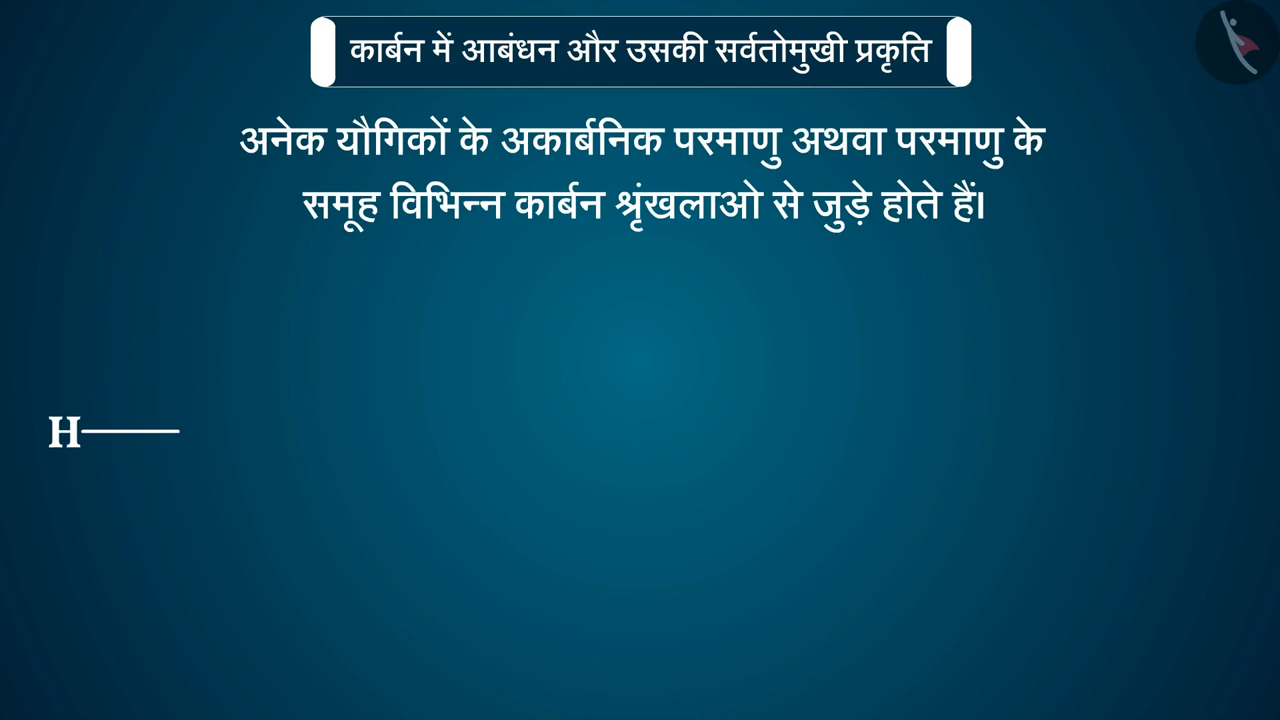 कार्बन में आबंधन और उसकी सर्वतोमुखी प्रकृति
अनेक यौगिकों के अकार्बनिक परमाणु अथवा परमाणु के
समूह विभिन्न कार्बन श्रृंखलाओ से जुड़े होते हैं।
H